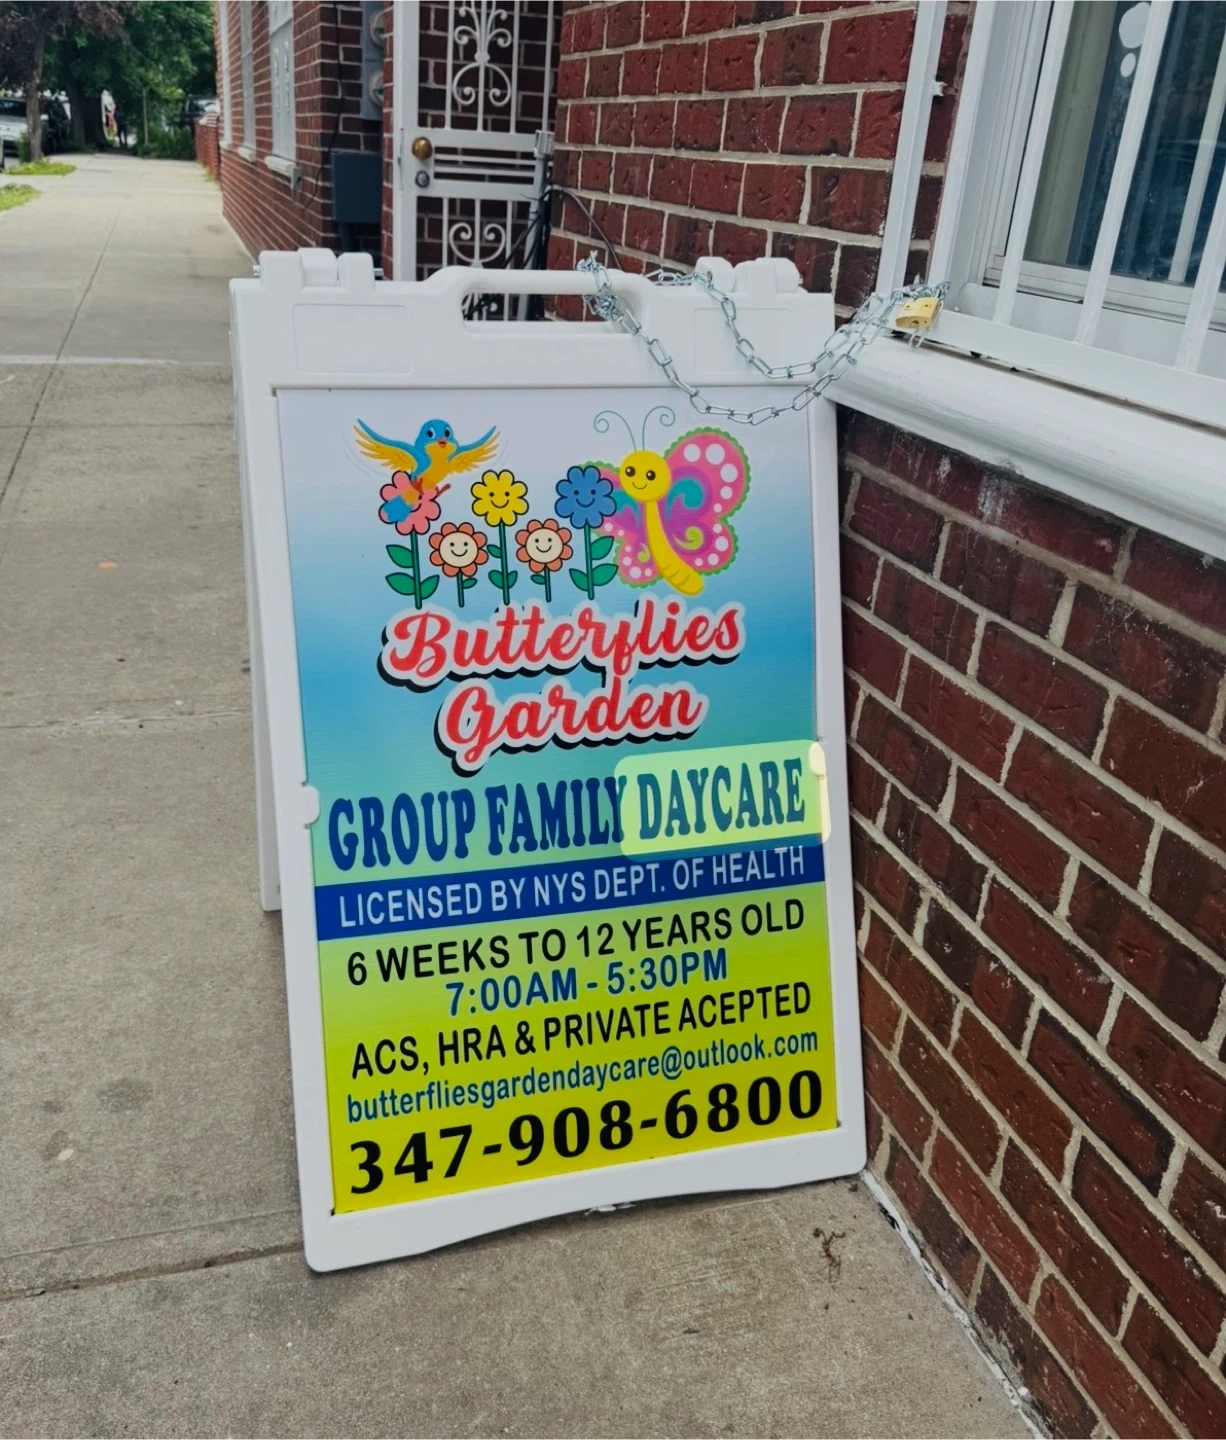 Butterflies
Garden
GROUP FAMILY DAYCARE
LICENSED BY NYS DEPT. OF HEALTH
6 WEEKS TO 12 YEARS OLD
7:00AM - 5:30PM
ACS, HRA & PRIVATE ACEPTED
butterfliesgardendaycare@outlook.com
347-908-6800